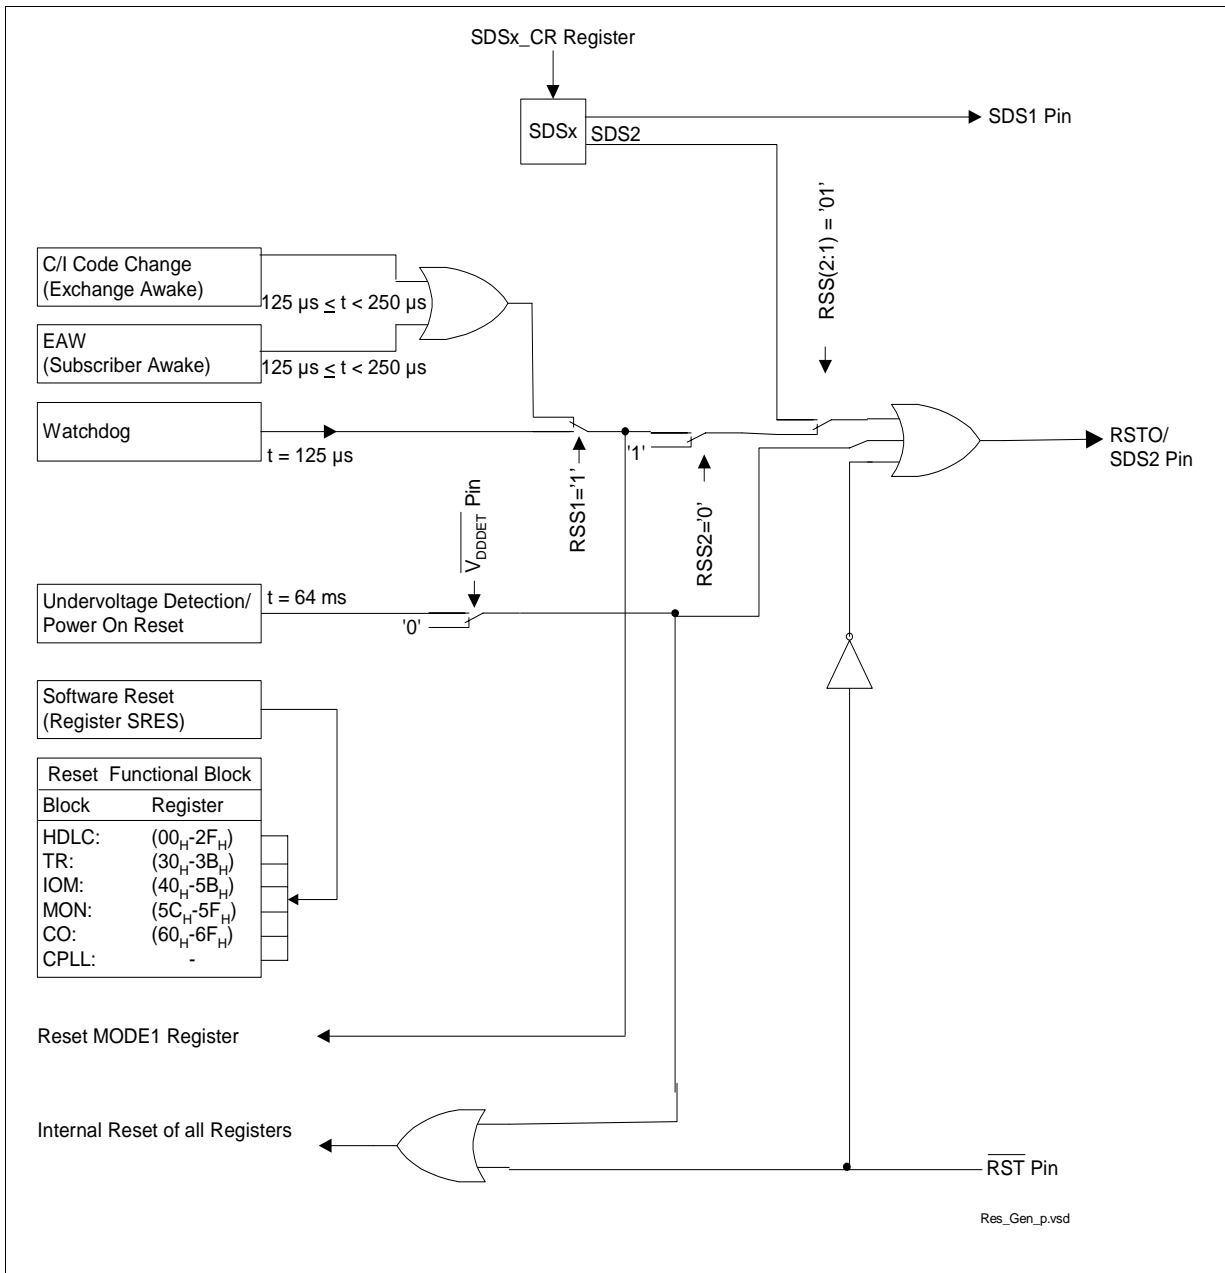 SDSx_CR Register
SDSx
SDS2
SDS1 Pin
RSS(2:1) = '01'
C/I Code Change
(Exchange Awake)
125 µs ≤ t < 250 µs
EAW
(Subscriber Awake)
125 µs ≤ t < 250 µs
Watchdog
t = 125 µs
'1'
RSTO/
SDS2 Pin
RSS1='1'
RSS2='0'
VDDDET Pin
Undervoltage Detection/
Power On Reset
t = 64 ms
'0'
Software Reset
(Register SRES)
Reset Functional Block
Block Register
HDLC: (00H-2FH)
TR: (30H-3BH)
IOM: (40H-5BH)
MON: (5CH-5FH)
CO: (60H-6FH)
CPLL: -
Reset MODE1 Register
Internal Reset of all Registers
RST Pin
Res_Gen_p.vsd